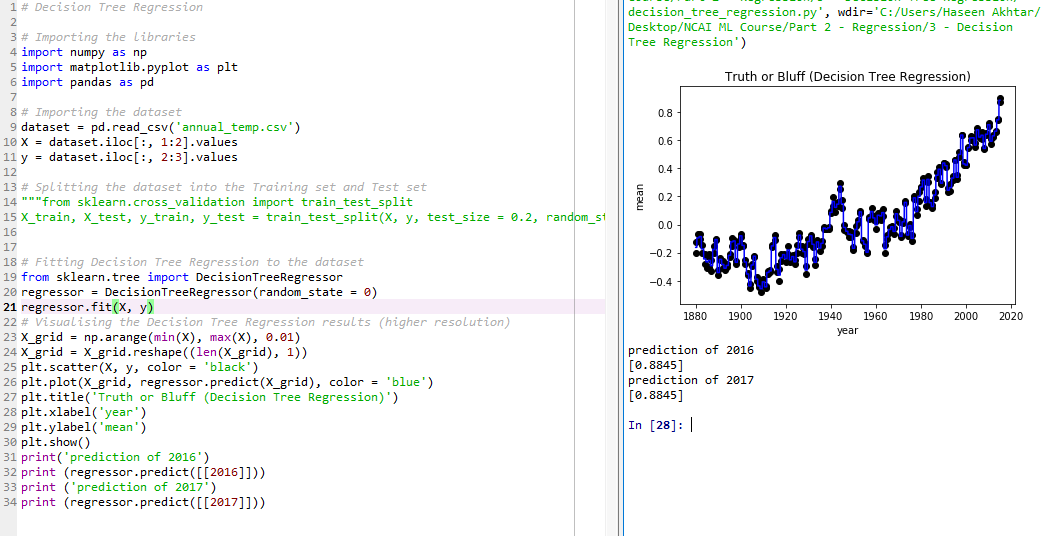 1 # Decision Tree Regression
2
3 # Importing the libraries
4 import numpy as np
5 import matplotlib.pyplot as plt
6 import pandas as pd
7
8 # Importing the dataset
9 dataset = pd.read_csv('annual_temp.csv')
10 X = dataset.iloc[:, 1:2].values
11 y = dataset.iloc[:, 2:3].values
12
13 # Splitting the dataset into the Training set and Test set
14 """from sklearn.cross_validation import train_test_split
15 X_train, X_test, y_train, y_test = train_test_split(X, y, test_size = 0.2, random_st
16
17
18 # Fitting Decision Tree Regression to the dataset
19 from sklearn.tree import DecisionTreeRegressor
20 regressor = DecisionTreeRegressor(random_state = 0)
21 regressor.fit(X, y)
22 # Visualising the Decision Tree Regression results (higher resolution)
23 X_grid = np.arange(min(X), max(X), 0.01)
24 X_grid = X_grid.reshape((len(X_grid), 1))
25 plt.scatter(X, y, color = 'black')
26 plt.plot(X_grid, regressor.predict(X_grid), color = 'blue')
27 plt.title('Truth or Bluff (Decision Tree Regression)')
28 plt.xlabel('year')
29 plt.ylabel('mean')
30 plt.show()
31 print('prediction of 2016')
32 print (regressor.predict([[2016]]))
33 print ('prediction of 2017')
34 print (regressor.predict([[2017]]))
decision_tree_regression.py', wdir='C:/Users/Haseen Akhtar/
Desktop/NCAI ML Course/Part 2 - Regression/3 - Decision
Tree Regression')
Truth or Bluff (Decision Tree Regression)
0.8
0.6
0.4
0.2
0.0
−0.2
−0.4
mean
1880 1900 1920 1940 1960 1980 2000 2020
year
prediction of 2016
[0.8845]
prediction of 2017
[0.8845]
In [28]: